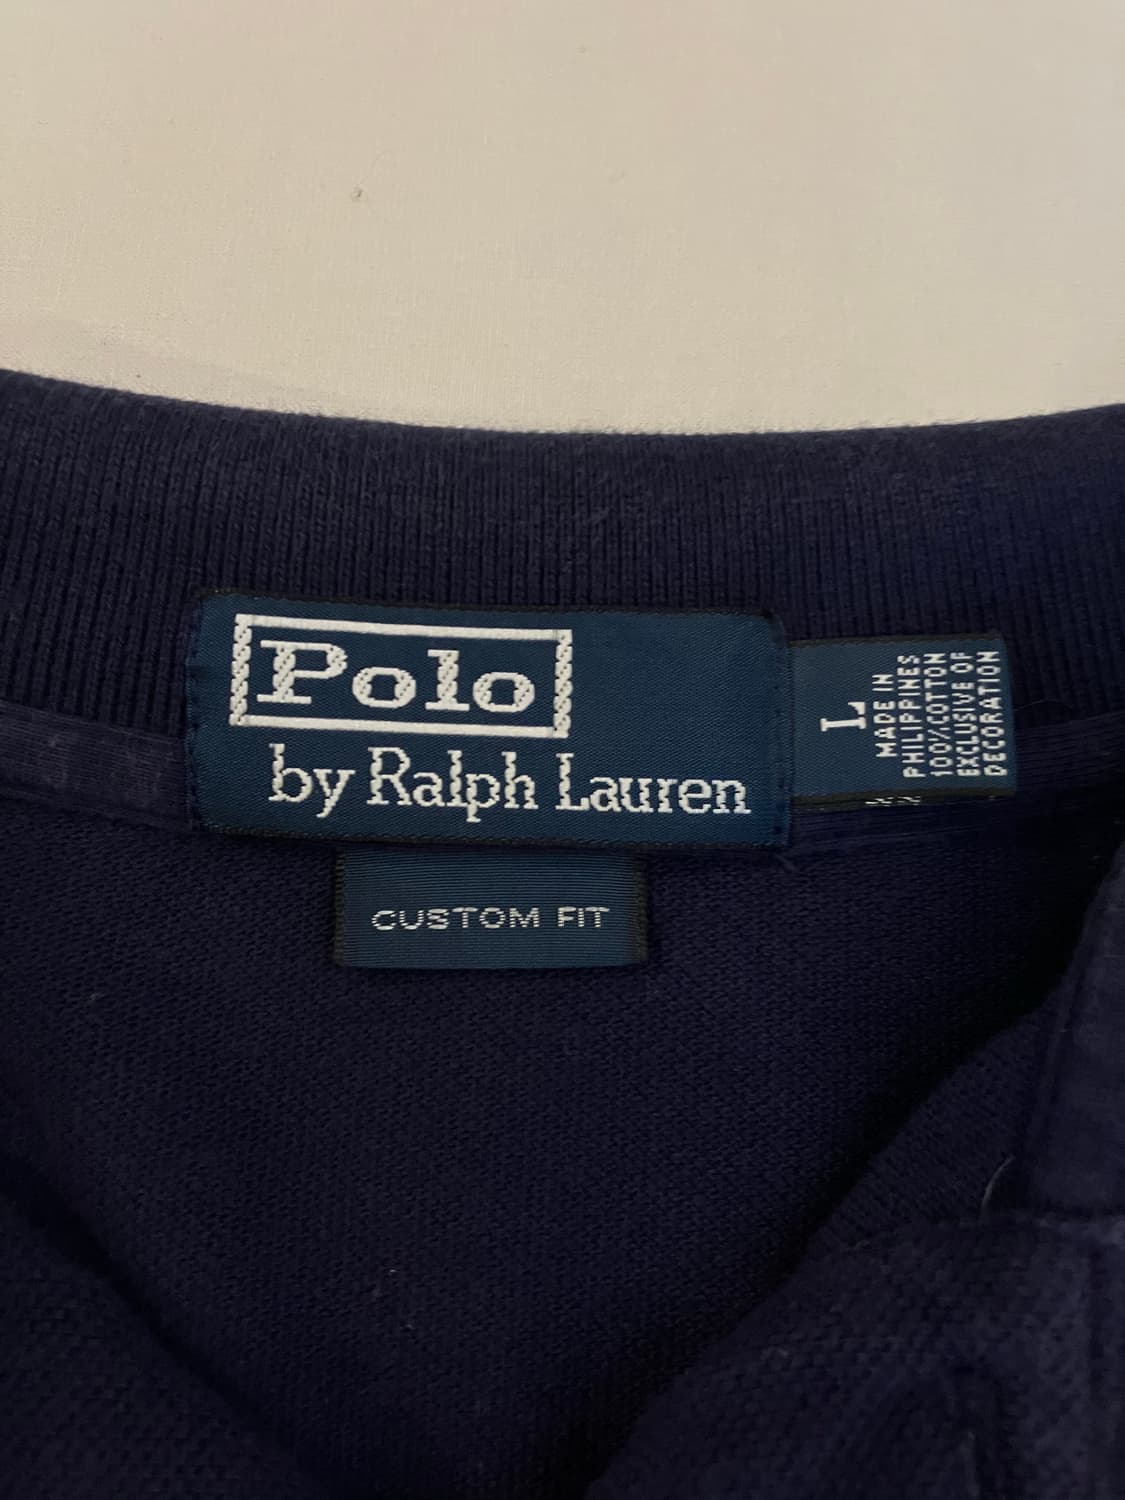 Polo
by Ralph Lauren
CUSTOM FIT
L
MADE IN
PHILIPPINES
100%COTTON
EXCLUSIVE OF
DECORATION